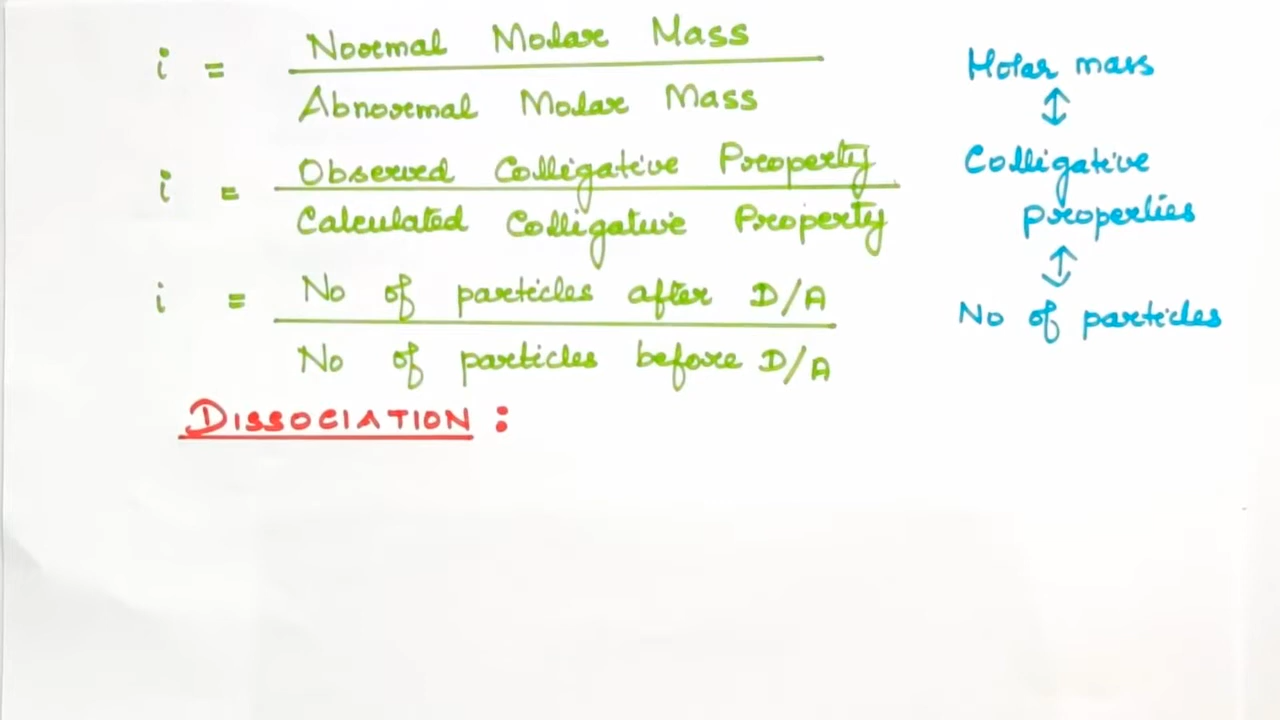 i = Normal Molar Mass
Abnormal Molar Mass
i = Observed Colligative Property
Calculated Colligative Property
i = No of particles after D/A
No of particles before D/A
DISSOCIATION :
Molar mass
↕
Colligative
properties
↕
No of particles